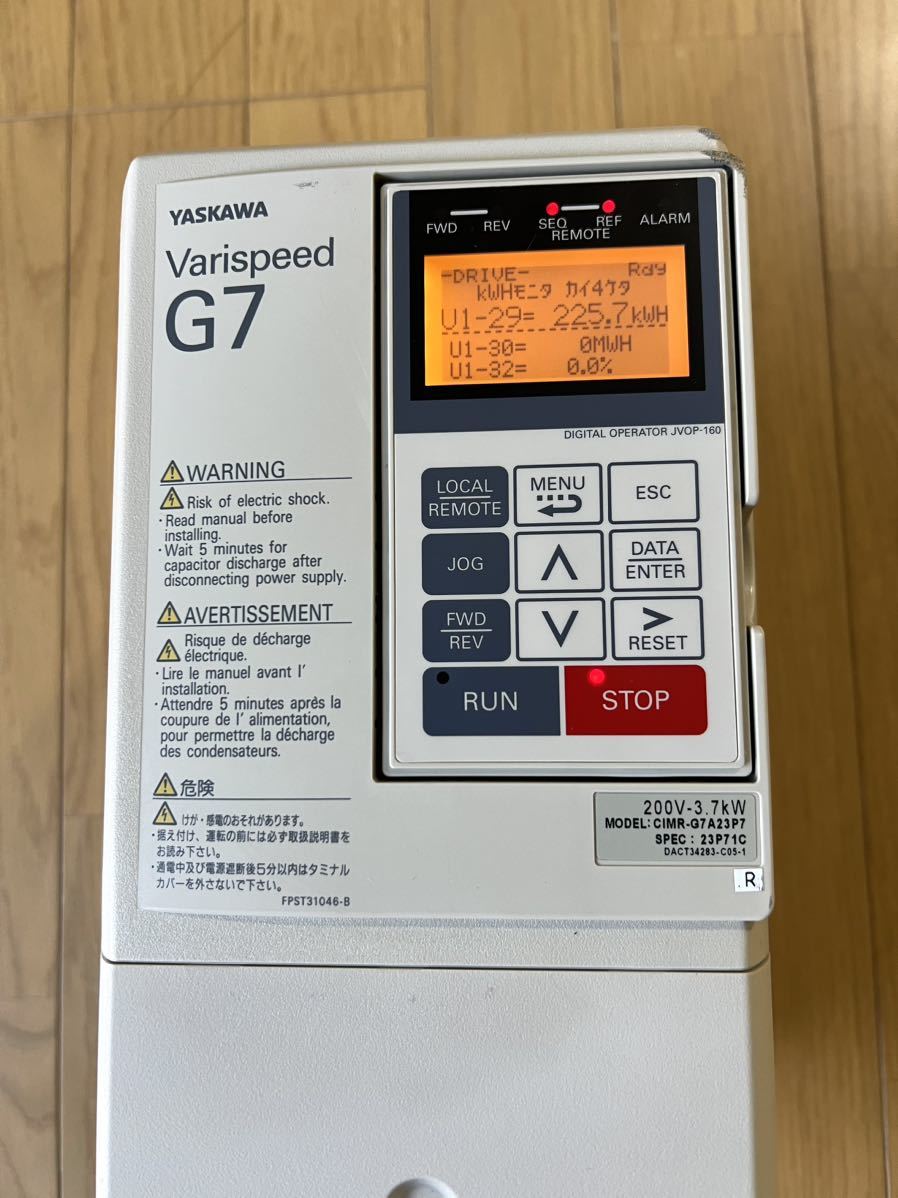 YASKAWA
Varispeed
G7
FWD REV SEQ REF ALARM
REMOTE
-DRIVE- Rdy
kWHモニタ カイ4ケタ
U1-29= 225.7kWH
U1-30= 0MWH
U1-32= 0.0%
DIGITAL OPERATOR JVOP-160
LOCAL
REMOTE
MENU
ESC
JOG
DATA
ENTER
FWD
REV
>
RESET
RUN
STOP
WARNING
Risk of electric shock.
・Read manual before
installing.
・Wait 5 minutes for
capacitor discharge after
disconnecting power supply.
AVERTISSEMENT
Risque de décharge
électrique.
・Lire le manuel avant l'
installation.
・Attendre 5 minutes après la
coupure de l' alimentation,
pour permettre la décharge
des condensateurs.
危険
けが・感電のおそれがあります。
・据え付け、運転の前には必ず取扱説明書を
お読み下さい。
・通電中及び電源遮断後5分以内はタミナル
カバーを外さないで下さい。
FPST31046-B
200V-3.7kW
MODEL: CIMR-G7A23P7
SPEC : 23P71C
DACT34283-C05-1
R